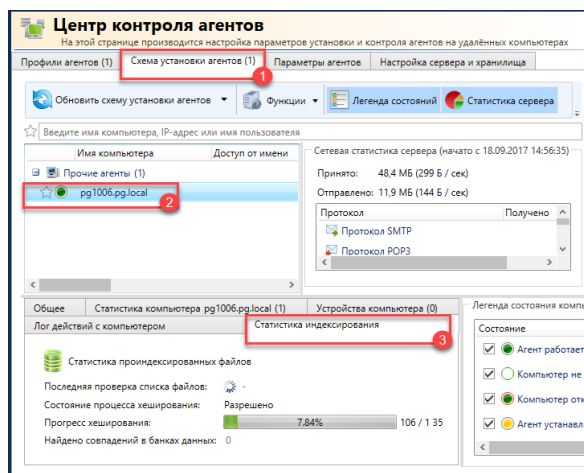 Центр контроля агентов
На этой странице производится настройка параметров установки и контроля агентов на удалённых компьютерах
Профили агентов (1) Схема установки агентов (1) Параметры агентов Настройка сервера и хранилища
1
Обновить схему установки агентов Функции Легенда состояний Статистика сервера
Введите имя компьютера, IP-адрес или имя пользователя
Имя компьютера Доступ от имени
Прочие агенты (1)
pg1006.pg.local
2
Сетевая статистика сервера (начато с 18.09.2017 14:56:35)
Принято: 48,4 МБ (299 Б / сек)
Отправлено: 11,9 МБ (144 Б / сек)
Протокол Получено
Протокол SMTP
Протокол POP3
Общее Статистика компьютера pg1006.pg.local (1) Устройства компьютера (0)
Лог действий с компьютером Статистика индексирования
3
Статистика проиндексированных файлов
Последняя проверка списка файлов: -
Состояние процесса хеширования: Разрешено
Прогресс хеширования: 7.84% 106 / 1 35
Найдено совпадений в банках данных: 0
Легенда состояния комп
Состояние
Агент работает
Компьютер не
Компьютер отк
Агент устанавл